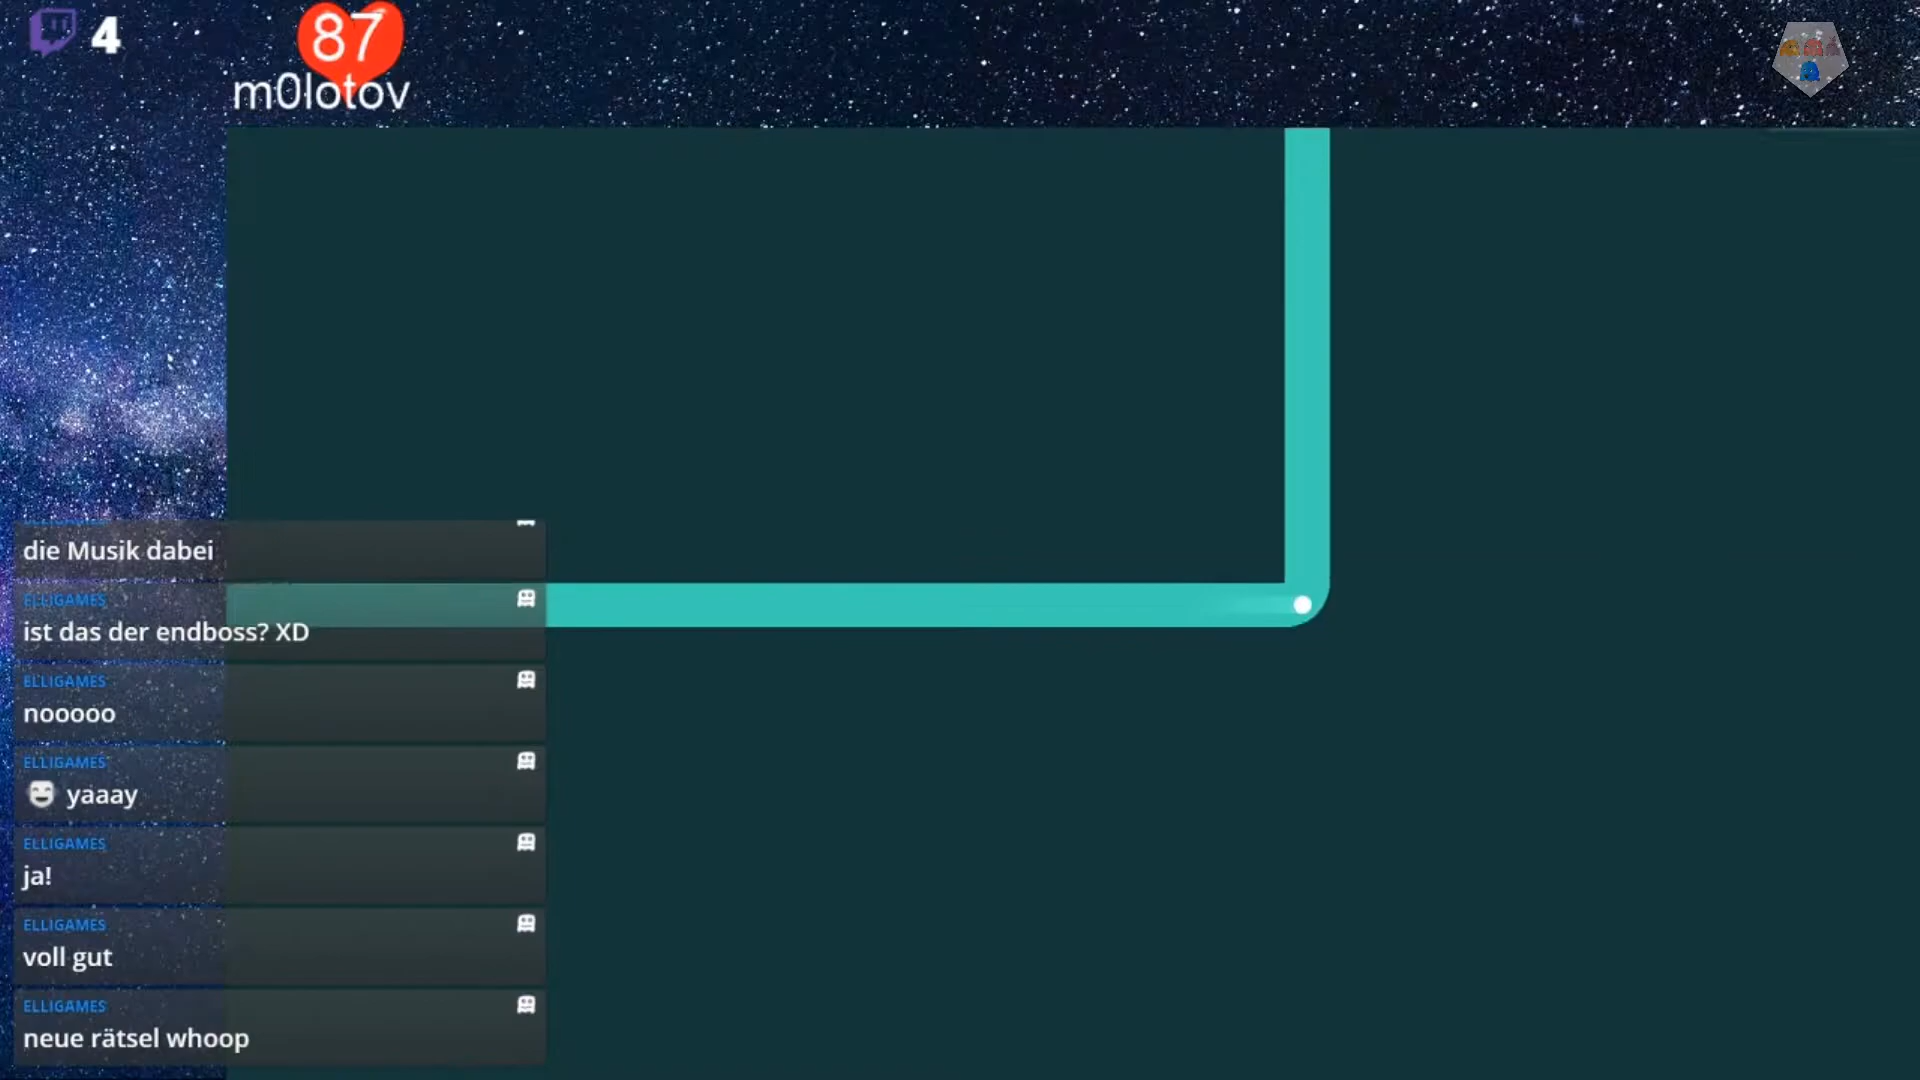 4
87
m0lotov
die Musik dabei
ELLIGAMES
ist das der endboss? XD
ELLIGAMES
nooooo
ELLIGAMES
yaaay
ELLIGAMES
ja!
ELLIGAMES
voll gut
ELLIGAMES
neue rätsel whoop